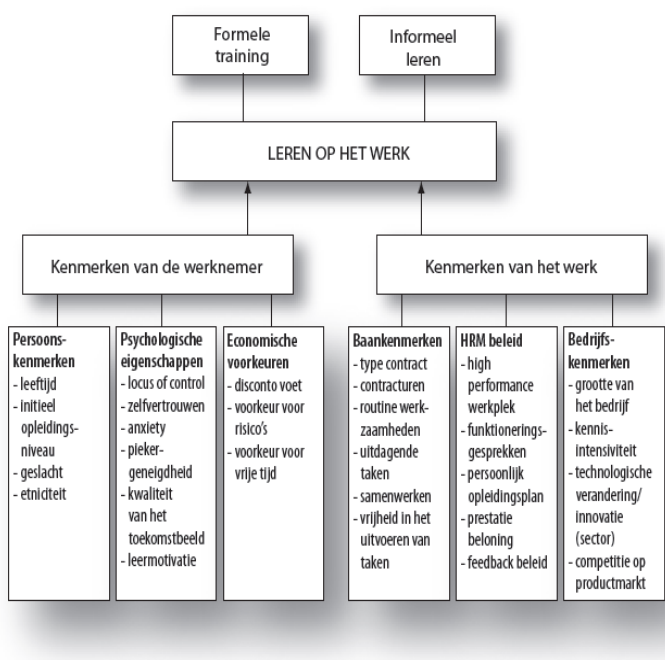 Formele
training
Informeel
leren
LEREN OP HET WERK
Kenmerken van de werknemer
Kenmerken van het werk
Persoons-
kenmerken
- leeftijd
- initieel
opleidings-
niveau
- geslacht
- etniciteit
Psychologische
eigenschappen
- locus of control
- zelfvertrouwen
- anxiety
- pieker-
geneigdheid
- kwaliteit
van het
toekomstbeeld
- leermotivatie
Economische
voorkeuren
- disconto voet
- voorkeur voor
risico's
- voorkeur voor
vrije tijd
Baankenmerken
- type contract
- contracturen
- routine werk-
zaamheden
- uitdagende
taken
- samenwerken
- vrijheid in het
uitvoeren van
taken
HRM beleid
- high
performance
werkplek
- functionerings-
gesprekken
- persoonlijk
opleidingsplan
- prestatie
beloning
- feedback beleid
Bedrijfs-
kenmerken
- grootte van
het bedrijf
- kennis-
intensiviteit
- technologische
verandering/
innovatie
(sector)
- competitie op
productmarkt